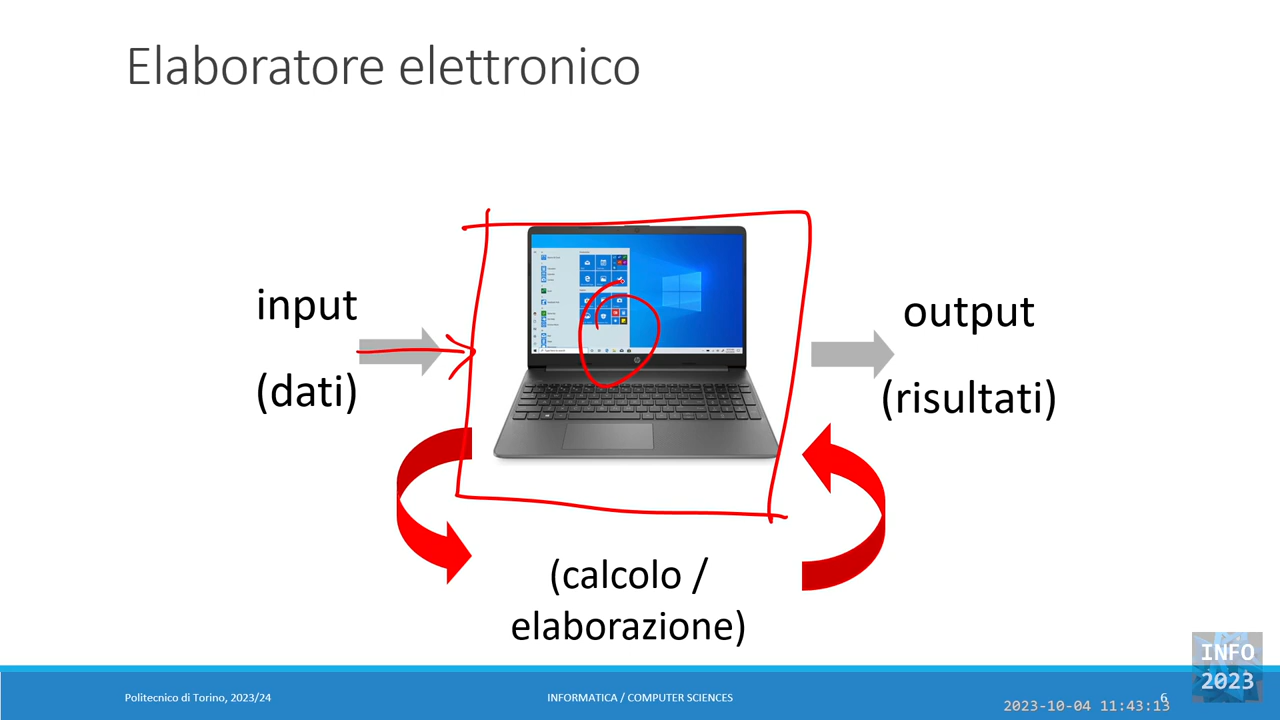 Elaboratore elettronico
input
(dati)
output
(risultati)
(calcolo /
elaborazione)
INFO
2023
Politecnico di Torino, 2023/24
INFORMATICA / COMPUTER SCIENCES
6
2023-10-04 11:43:13